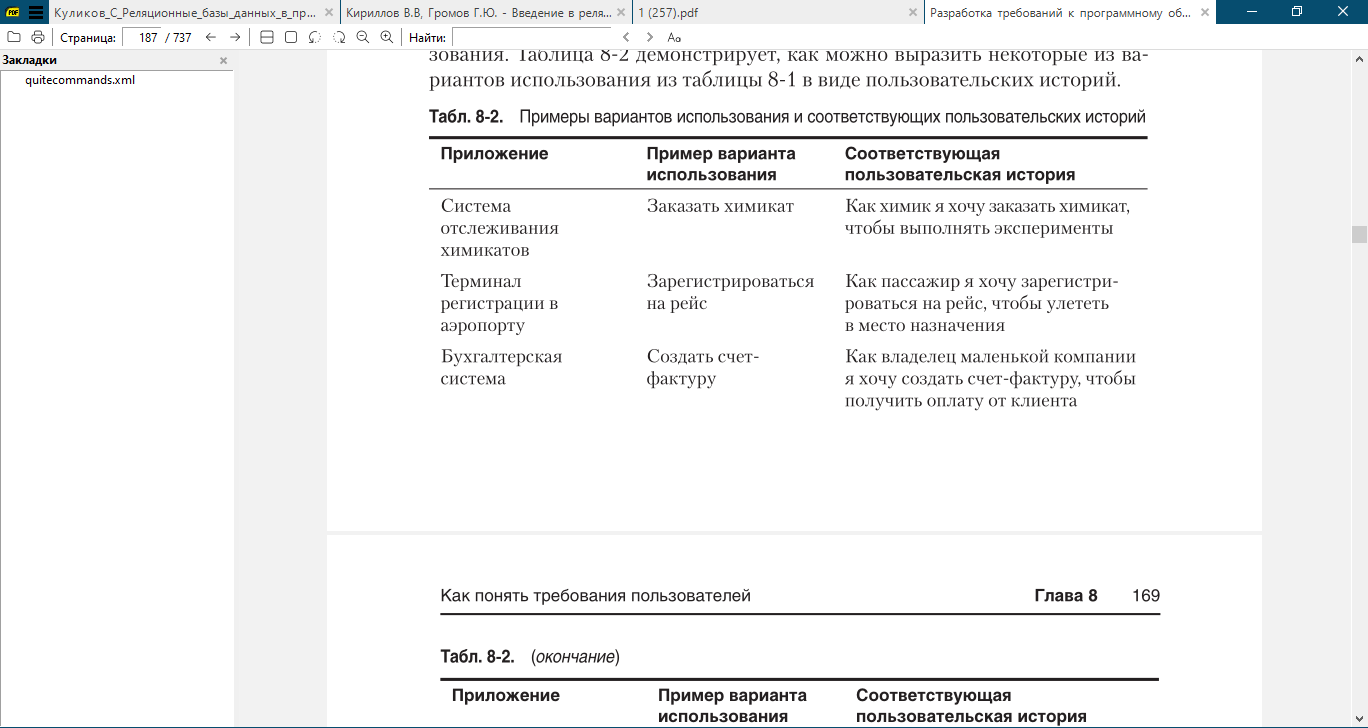 PDF
Куликов_С_Реляционные_базы_данных_в_пр...
Кириллов В.В, Громов Г.Ю. - Введение в реля...
1 (257).pdf
Разработка требований к программному об...
Страница: 187 / 737
Найти:
Aa
Закладки
quitecommands.xml
зования. Таблица 8-2 демонстрирует, как можно выразить некоторые из ва-
риантов использования из таблицы 8-1 в виде пользовательских историй.
Табл. 8-2. Примеры вариантов использования и соответствующих пользовательских историй
Приложение
Пример варианта
использования
Соответствующая
пользовательская история
Система
отслеживания
химикатов
Заказать химикат
Как химик я хочу заказать химикат,
чтобы выполнять эксперименты
Терминал
регистрации в
аэропорту
Зарегистрироваться
на рейс
Как пассажир я хочу зарегистри-
роваться на рейс, чтобы улететь
в место назначения
Бухгалтерская
система
Создать счет-
фактуру
Как владелец маленькой компании
я хочу создать счет-фактуру, чтобы
получить оплату от клиента
Как понять требования пользователей
Глава 8 169
Табл. 8-2. (окончание)
Приложение
Пример варианта
использования
Соответствующая
пользовательская история